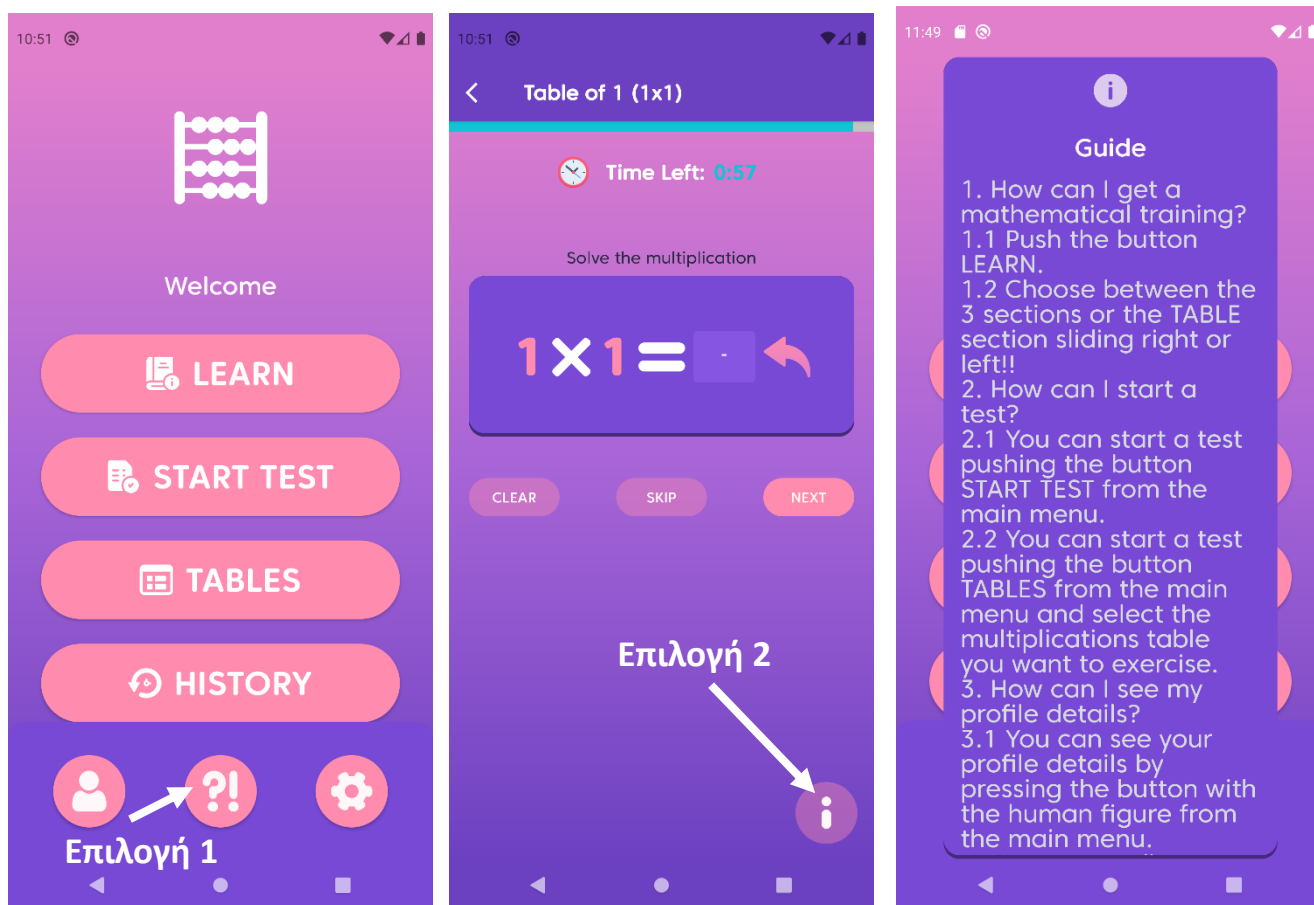 10:51
Welcome
LEARN
START TEST
TABLES
HISTORY
?!
Επιλογή 1
10:51
Table of 1 (1x1)
Time Left: 0:57
Solve the multiplication
1 × 1 = -
CLEAR SKIP NEXT
Επιλογή 2
i
11:49
i
Guide
1. How can I get a
mathematical training?
1.1 Push the button
LEARN.
1.2 Choose between the
3 sections or the TABLE
section sliding right or
left!!
2. How can I start a
test?
2.1 You can start a test
pushing the button
START TEST from the
main menu.
2.2 You can start a test
pushing the button
TABLES from the main
menu and select the
multiplications table
you want to exercise.
3. How can I see my
profile details?
3.1 You can see your
profile details by
pressing the button with
the human figure from
the main menu.